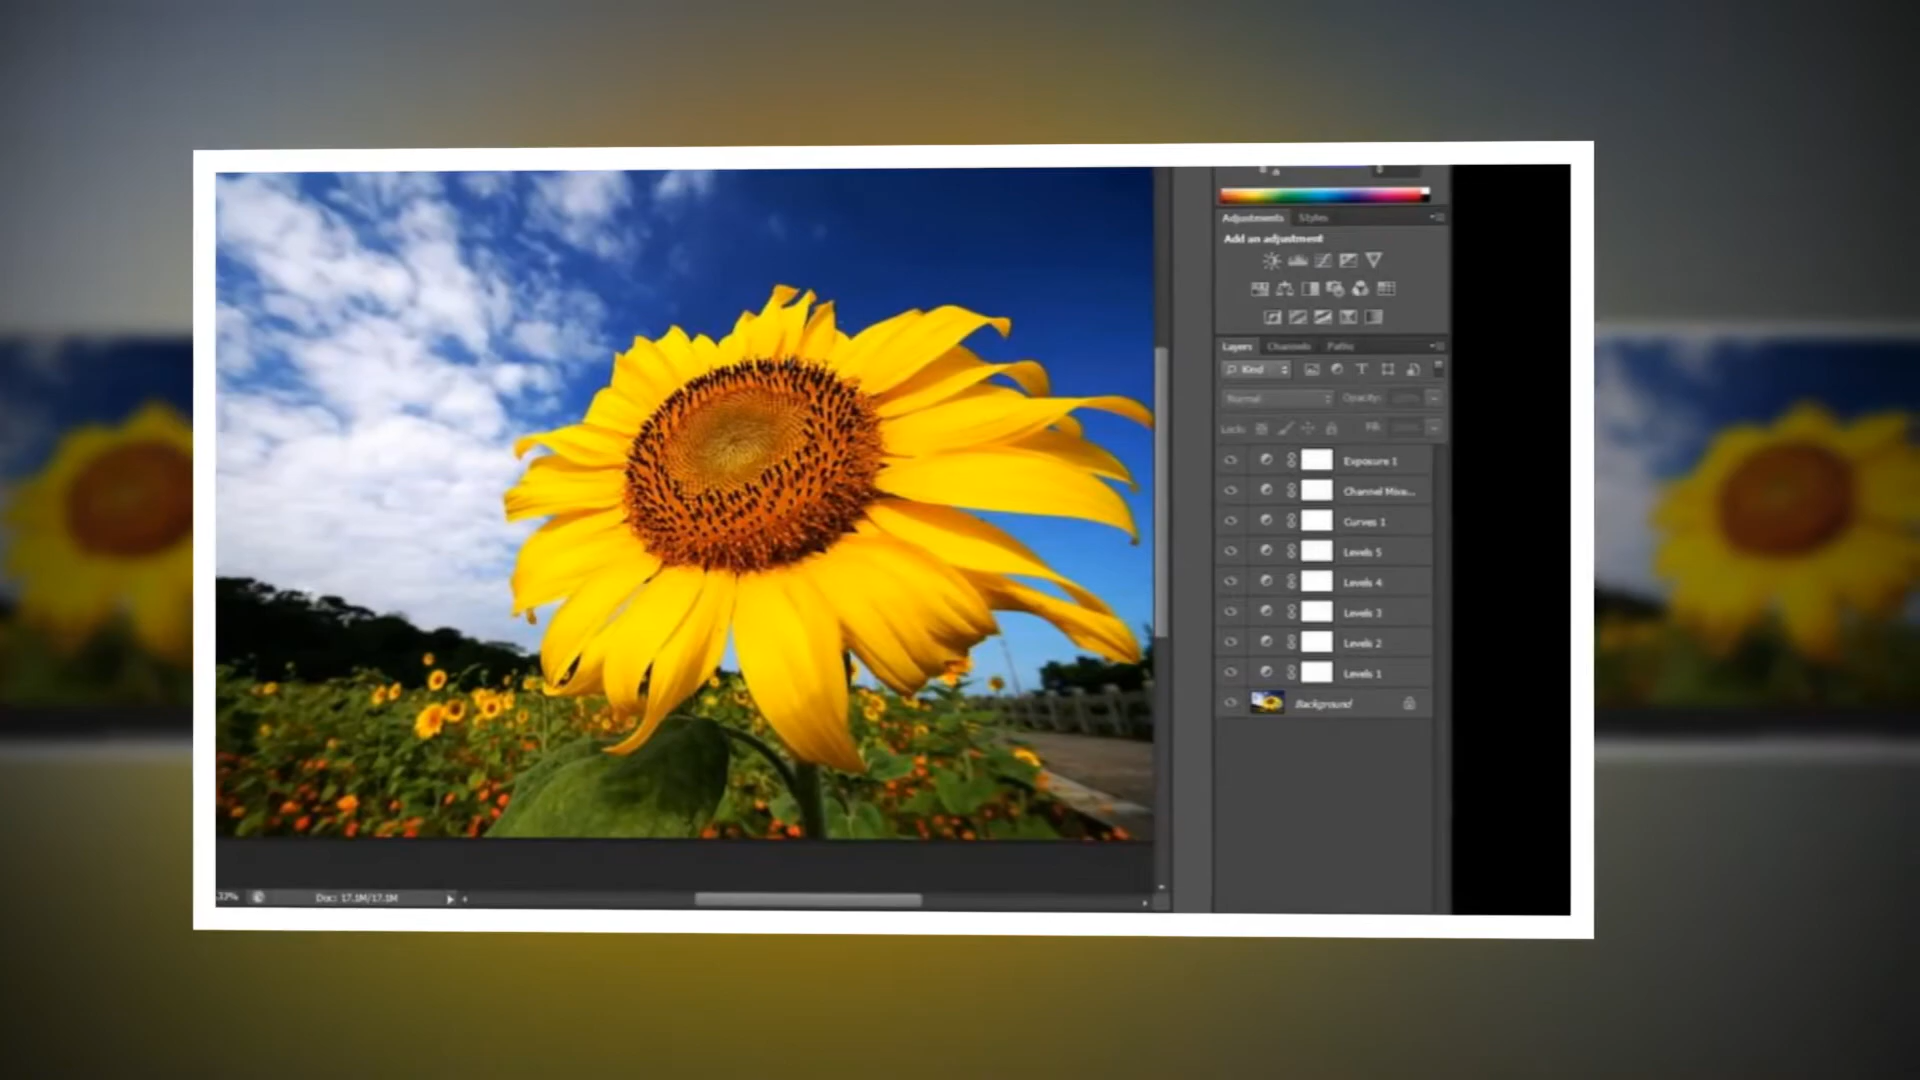 Adjustments Styles
Add an adjustment
Layers Channels Paths
Kind
Normal Opacity:
Lock: Fill:
Exposure 1
Channel Mixe...
Curves 1
Levels 5
Levels 4
Levels 3
Levels 2
Levels 1
Background
Doc: 17.1M/17.1M